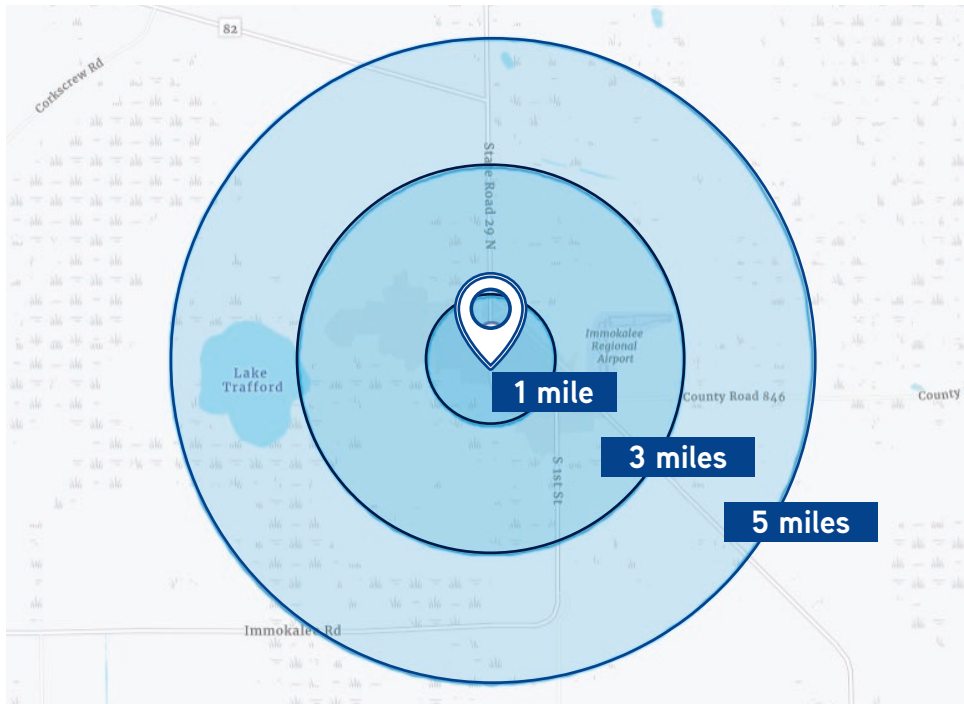 82
Corkscrew Rd
State Road 29 N
Immokalee
Regional
Airport
Lake
Trafford
1 mile
County Road 846
County
3 miles
S 1st St
5 miles
Immokalee Rd